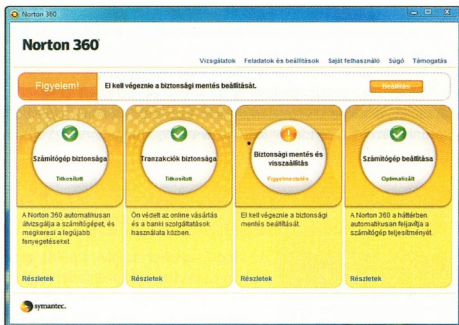 Norton 360
Norton 360
Vizsgálatok Feladatok és beállítások Saját felhasználó Súgó Támogatás
Figyelem! El kell végeznie a biztonsági mentés beállítását. Beállítás
Számítógép biztonsága
Titkosított
Tranzakciók biztonsága
Titkosított
Biztonsági mentés és
visszaállítás
Figyelmeztetés
Számítógép beállítása
Optimalizált
A Norton 360 automatikusan
átvizsgálja a számítógépet, és
megkeresi a legújabb
fenyegetéseket.
Ön védett az online vásárlás
és a banki szolgáltatások
használata közben.
El kell végeznie a biztonsági
mentés beállítását.
A Norton 360 a háttérben
automatikusan feljavítja a
számítógép teljesítményét.
Részletek Részletek Részletek Részletek
symantec.